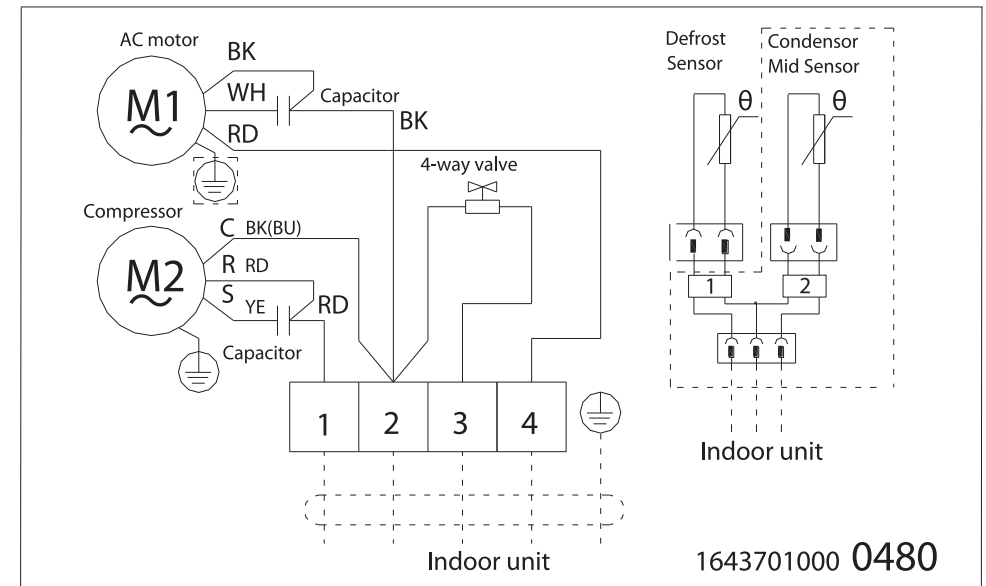 AC motor
BK
M1
WH
Capacitor
BK
RD
4-way valve
Compressor
C BK(BU)
R RD
M2
S YE
RD
Capacitor
1 2 3 4
Indoor unit
Defrost
Sensor
Condensor
Mid Sensor
θ θ
1 2
Indoor unit
1643701000 0480